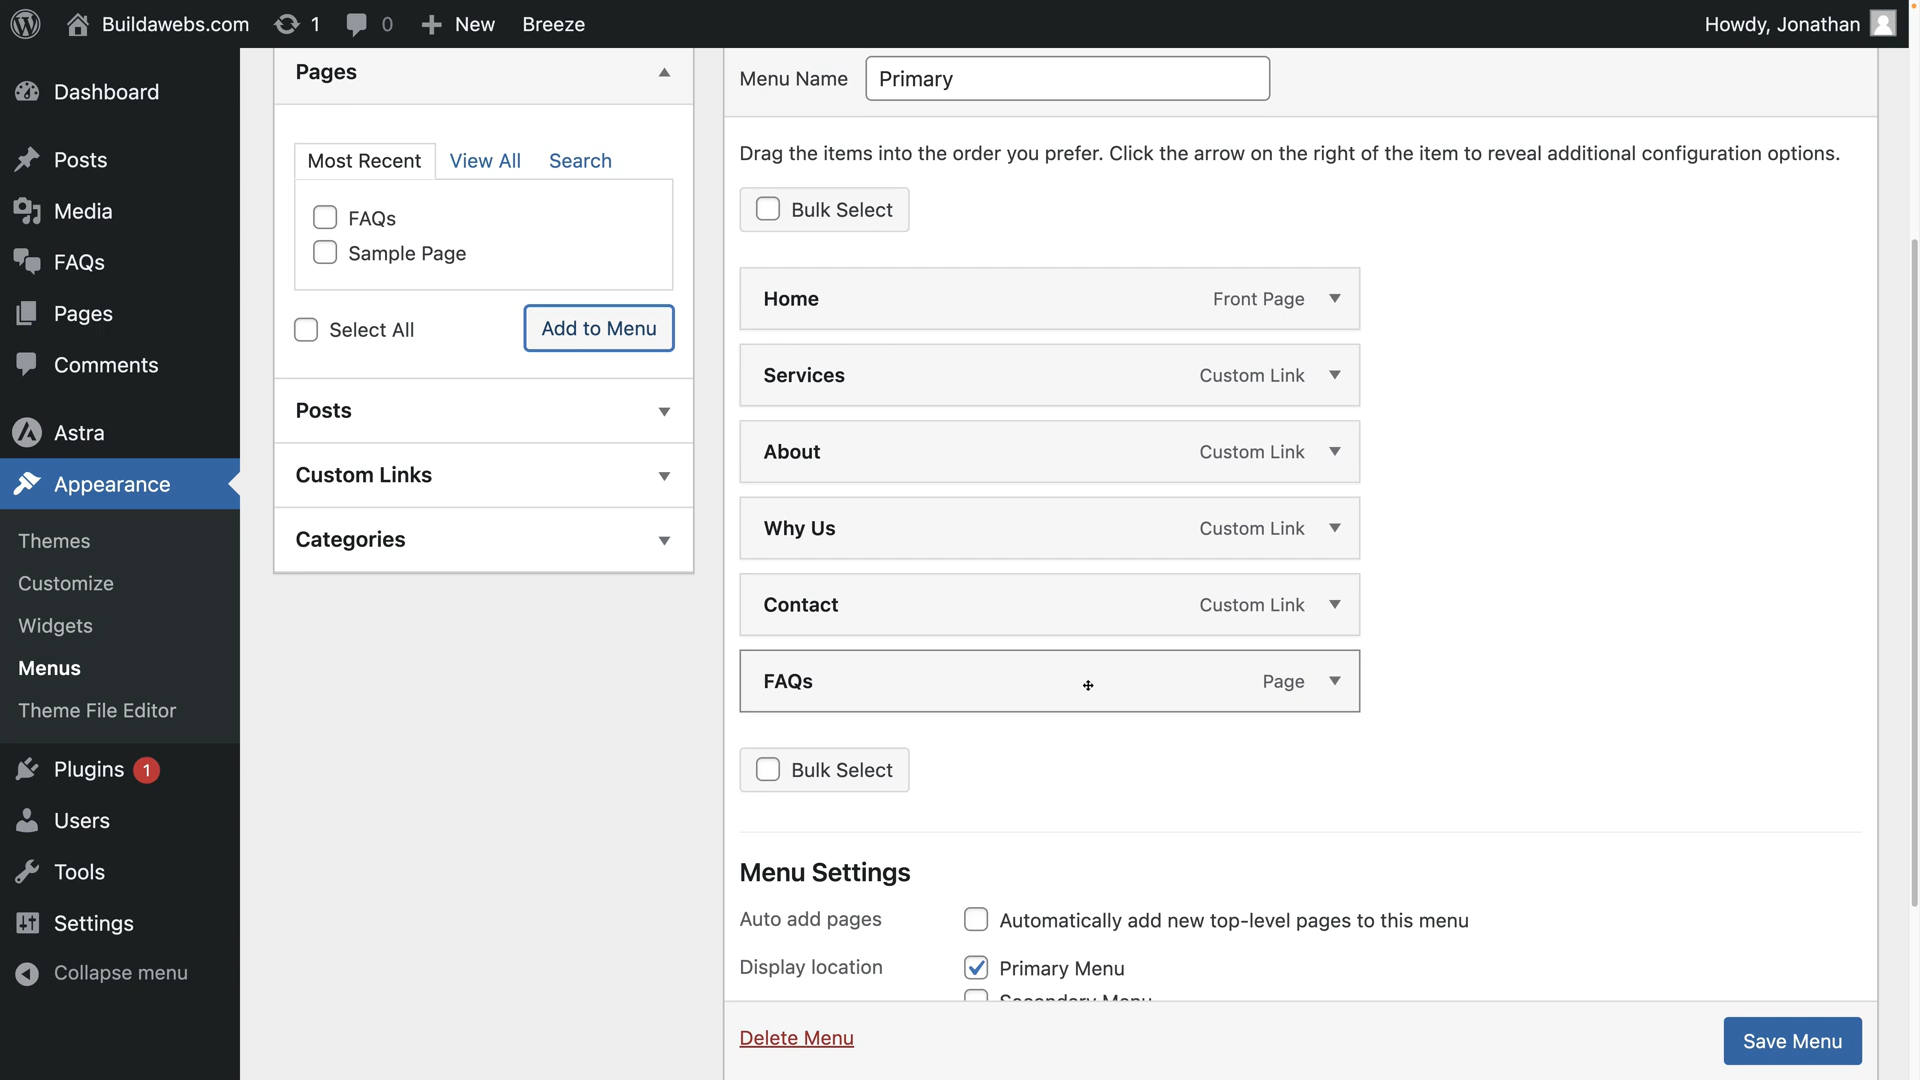 Buildawebs.com 1 0 New Breeze Howdy, Jonathan
Dashboard
Posts
Media
FAQs
Pages
Comments
Astra
Appearance
Themes
Customize
Widgets
Menus
Theme File Editor
Plugins 1
Users
Tools
Settings
Collapse menu
Pages
Most Recent View All Search
FAQs
Sample Page
Select All Add to Menu
Posts
Custom Links
Categories
Menu Name Primary
Drag the items into the order you prefer. Click the arrow on the right of the item to reveal additional configuration options.
Bulk Select
Home Front Page
Services Custom Link
About Custom Link
Why Us Custom Link
Contact Custom Link
FAQs Page
Bulk Select
Menu Settings
Auto add pages Automatically add new top-level pages to this menu
Display location Primary Menu
Secondary Menu
Delete Menu Save Menu